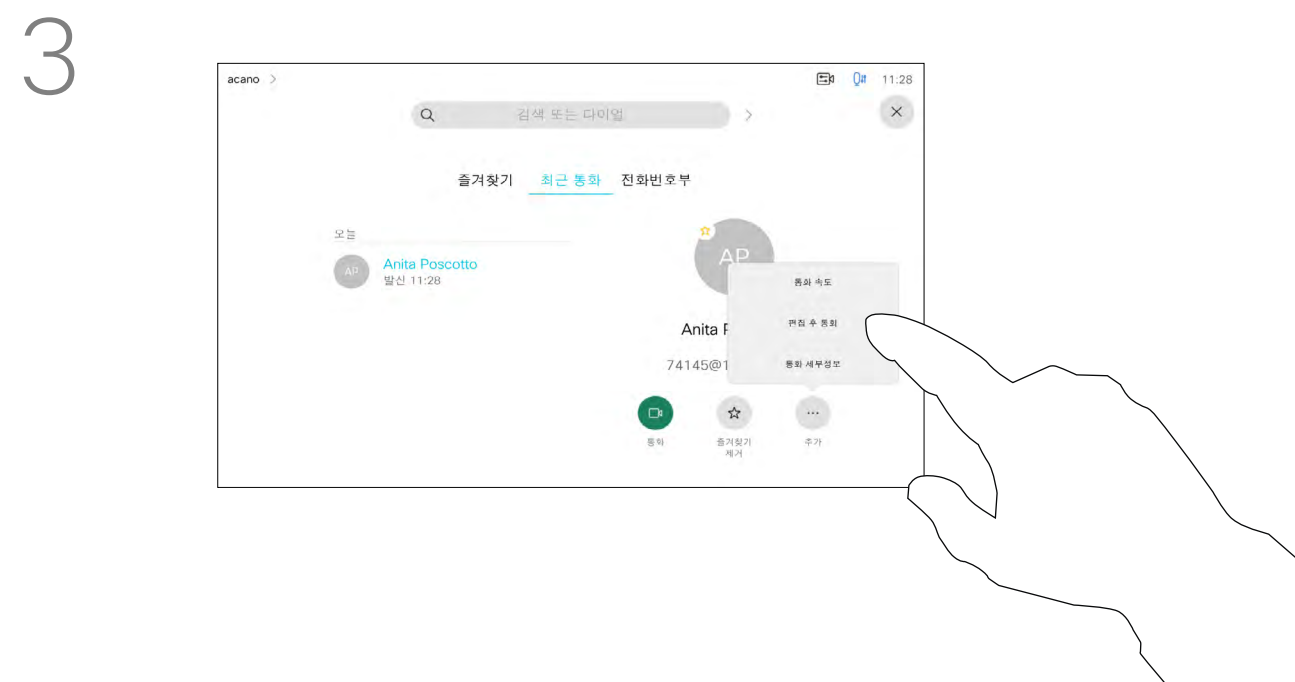 3
acano >
11:28
검색 또는 다이얼
즐겨찾기 최근 통화 전화번호부
오늘
AP
Anita Poscotto
발신 11:28
AP
Anita P
74145@1
통화 속도
편집 후 통화
통화 세부정보
통화
즐겨찾기
제거
추가